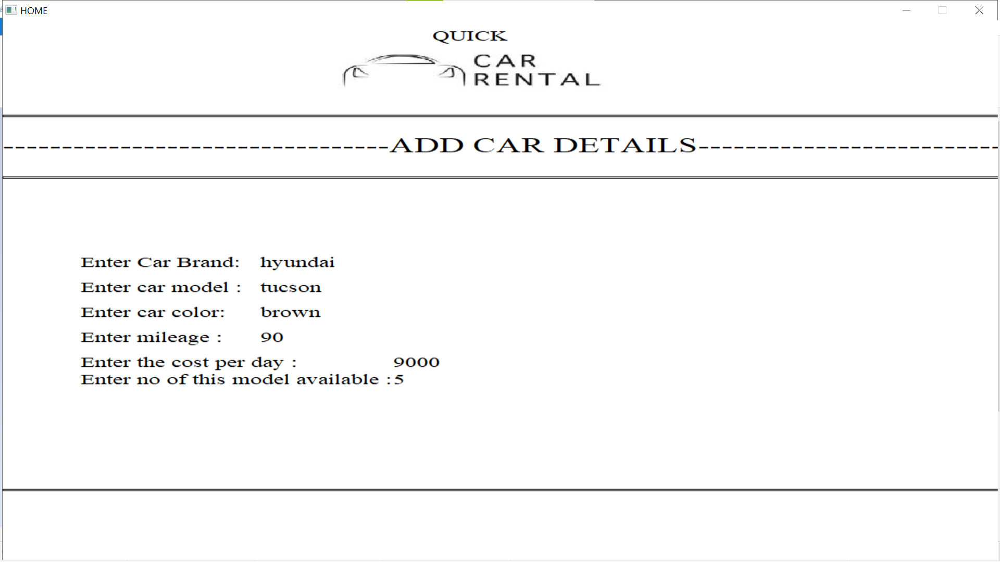 HOME
QUICK
CAR
RENTAL
---------------------------------ADD CAR DETAILS--------------------------
Enter Car Brand: hyundai
Enter car model : tucson
Enter car color: brown
Enter mileage : 90
Enter the cost per day : 9000
Enter no of this model available :5